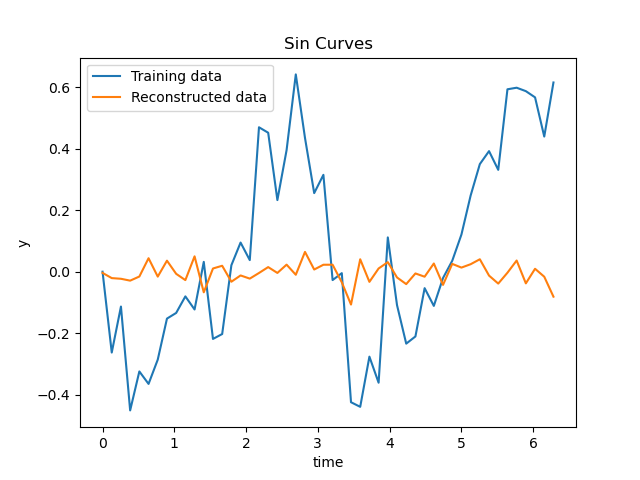 Sin Curves
Training data
Reconstructed data
0.6
0.4
0.2
0.0
−0.2
−0.4
y
0 1 2 3 4 5 6
time